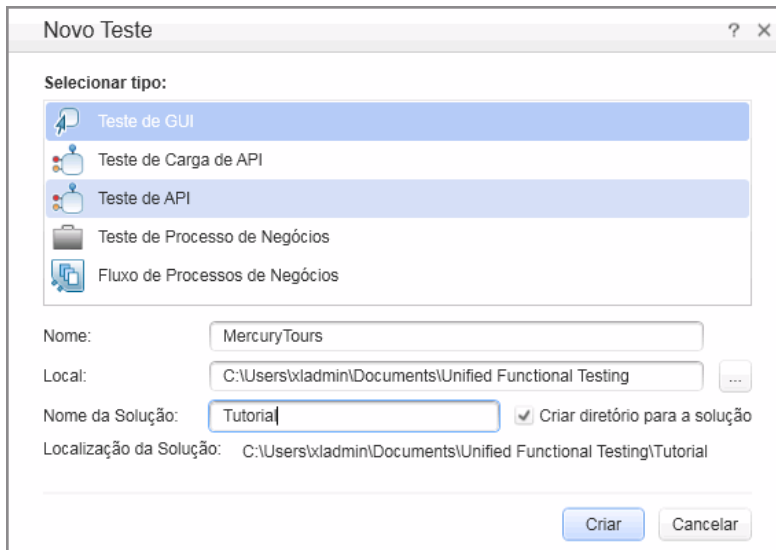 Novo Teste
?
Selecionar tipo:
Teste de GUI
Teste de Carga de API
Teste de API
Teste de Processo de Negócios
Fluxo de Processos de Negócios
Nome: MercuryTours
Local: C:\Users\xladmin\Documents\Unified Functional Testing ...
Nome da Solução: Tutorial Criar diretório para a solução
Localização da Solução: C:\Users\xladmin\Documents\Unified Functional Testing\Tutorial
Criar Cancelar